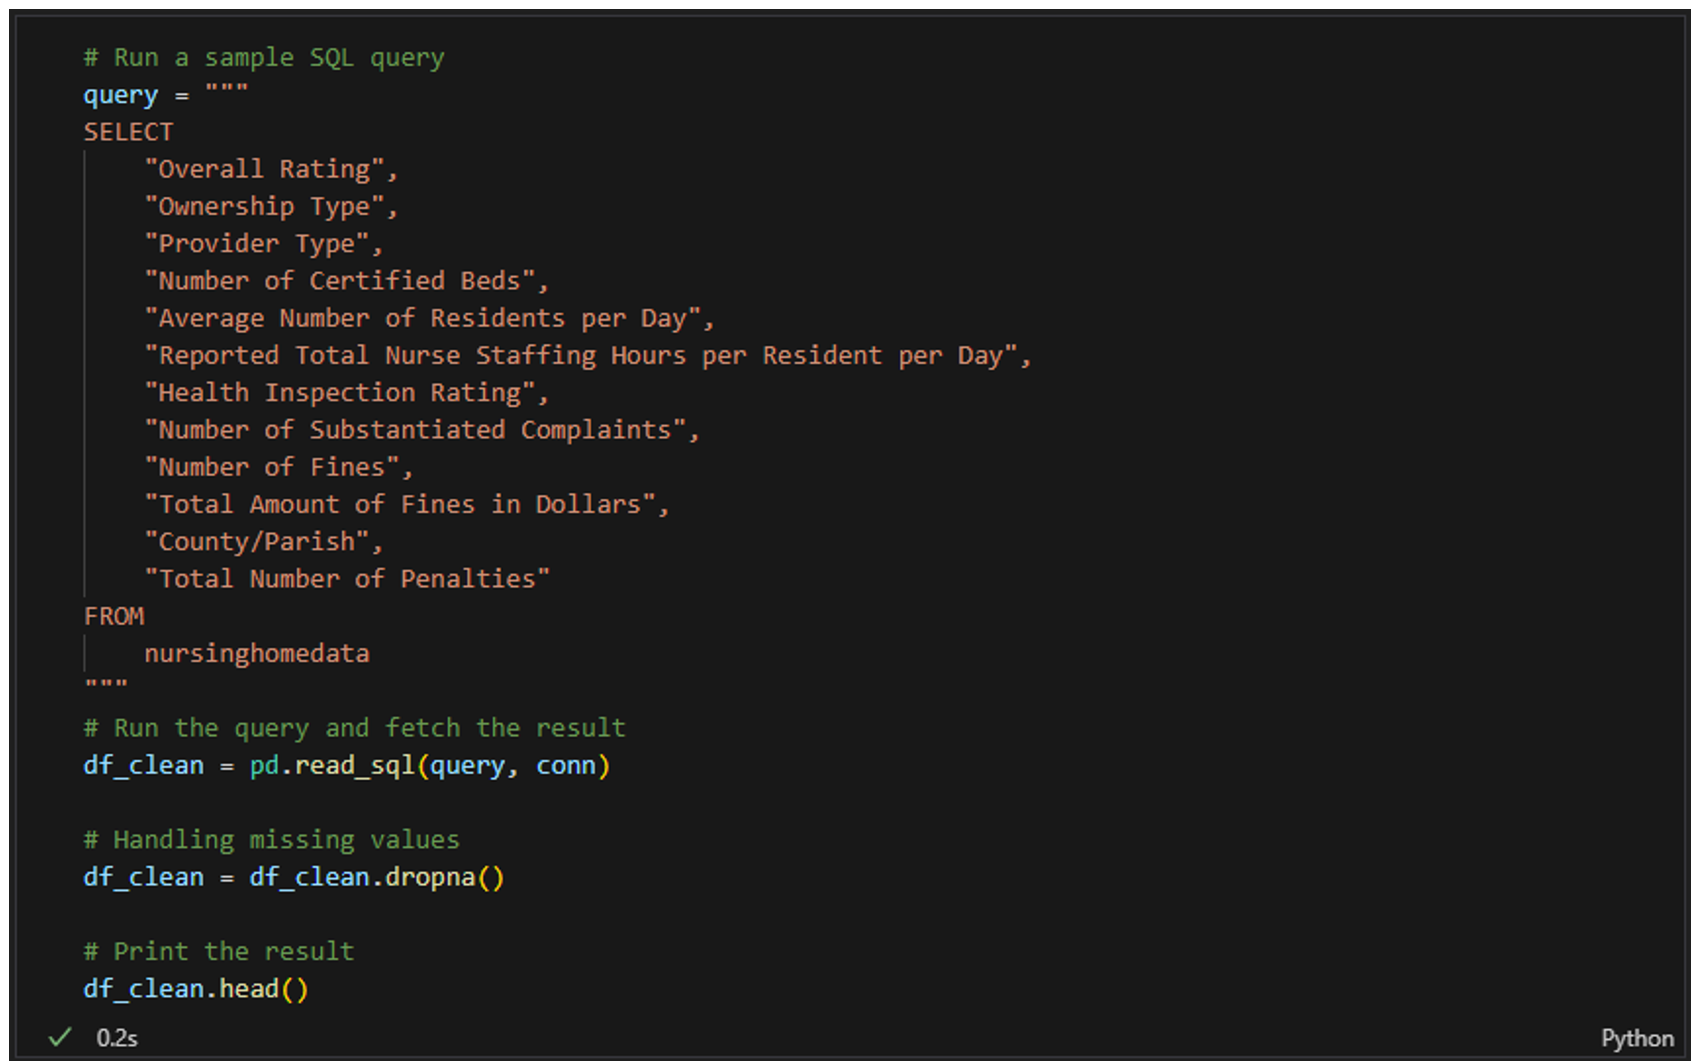 # Run a sample SQL query
query = """
SELECT
"Overall Rating",
"Ownership Type",
"Provider Type",
"Number of Certified Beds",
"Average Number of Residents per Day",
"Reported Total Nurse Staffing Hours per Resident per Day",
"Health Inspection Rating",
"Number of Substantiated Complaints",
"Number of Fines",
"Total Amount of Fines in Dollars",
"County/Parish",
"Total Number of Penalties"
FROM
nursinghomedata
"""
# Run the query and fetch the result
df_clean = pd.read_sql(query, conn)
# Handling missing values
df_clean = df_clean.dropna()
# Print the result
df_clean.head()
0.2s Python